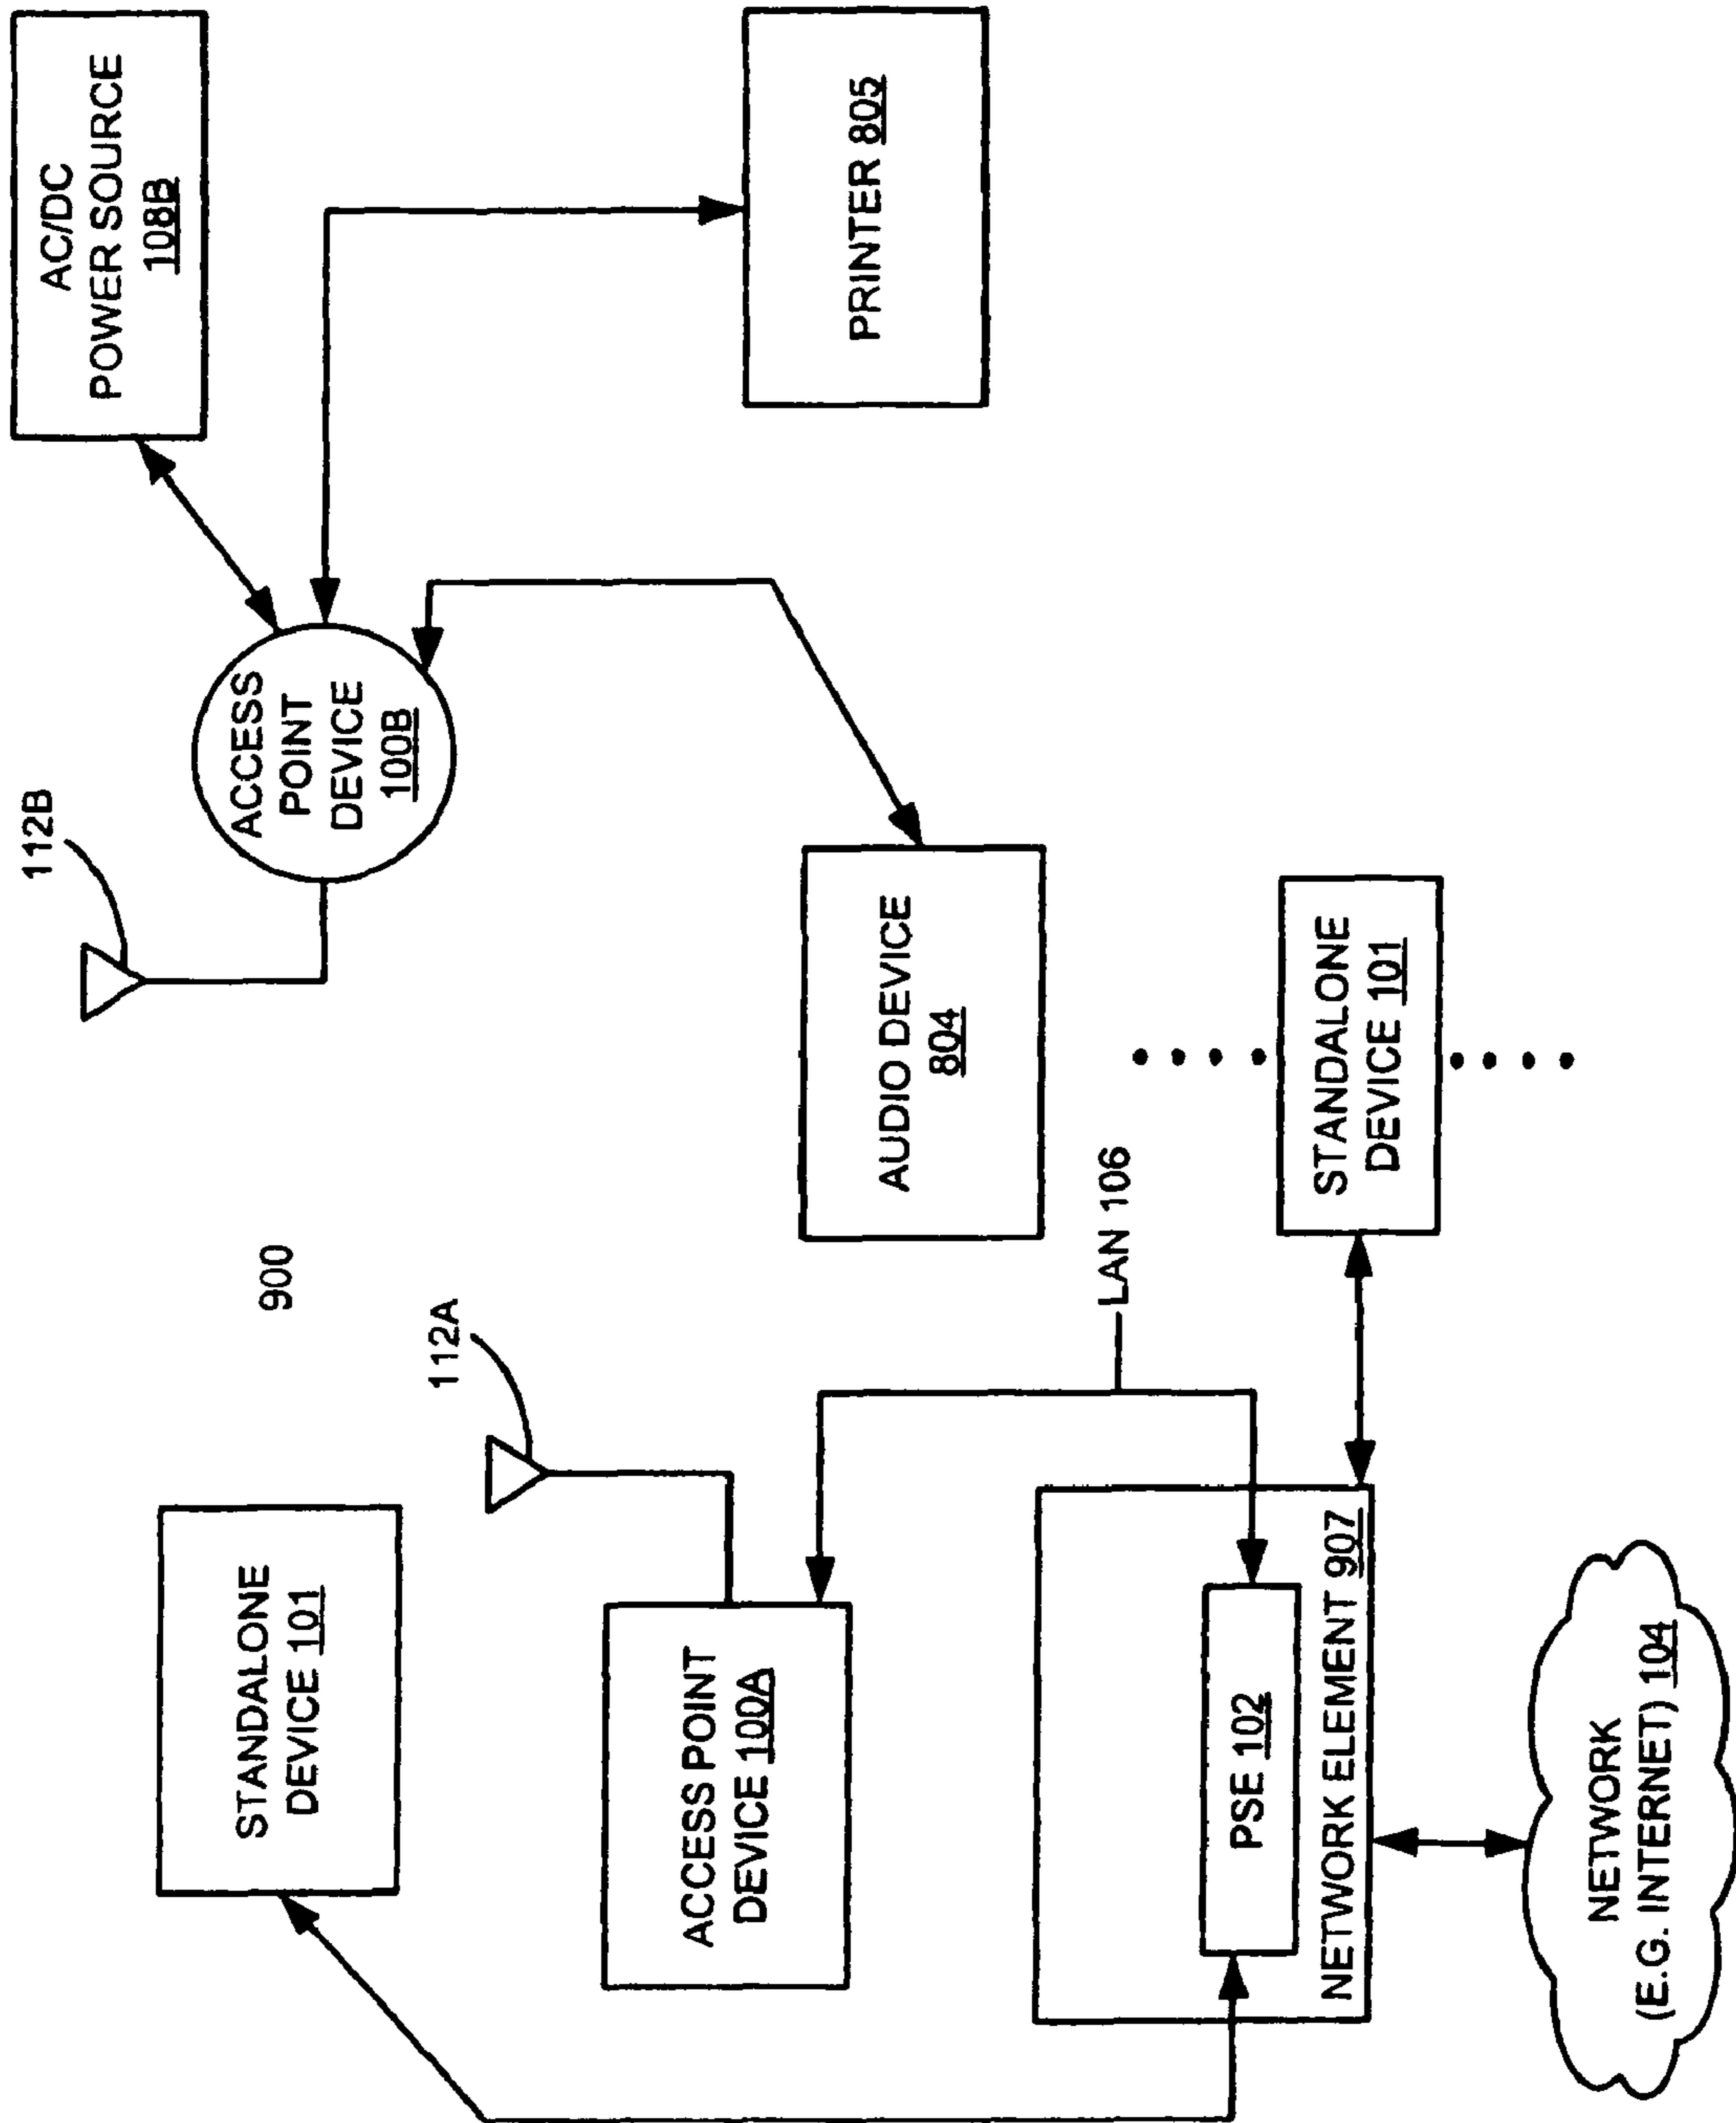 900
STANDALONE
DEVICE 101
112A
ACCESS POINT
DEVICE 100A
LAN 106
PSE 102
NETWORK ELEMENT 907
NETWORK
(E.G. INTERNET) 104
112B
AC/DC
POWER SOURCE
108B
ACCESS
POINT
DEVICE
100B
AUDIO DEVICE
804
PRINTER 805
STANDALONE
DEVICE 101